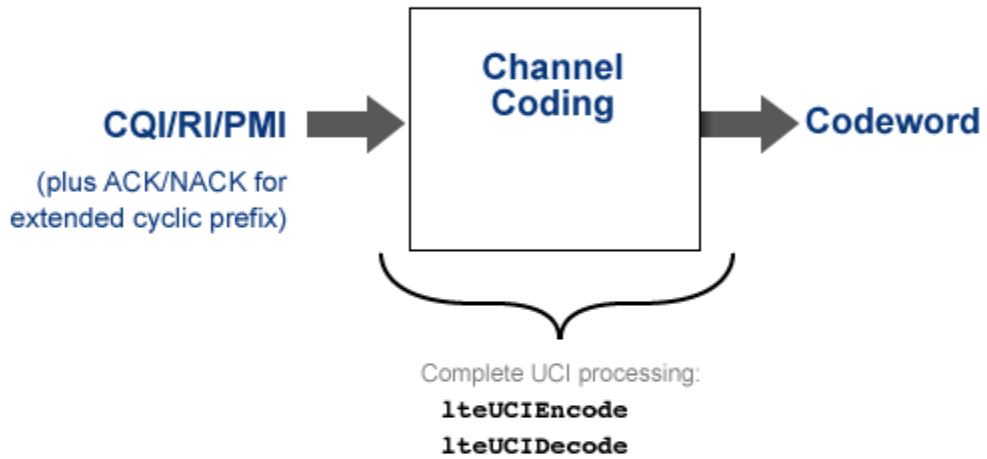 Channel
Coding
CQI/RI/PMI
Codeword
(plus ACK/NACK for
extended cyclic prefix)
Complete UCI processing:
lteUCIEncode
lteUCIDecode